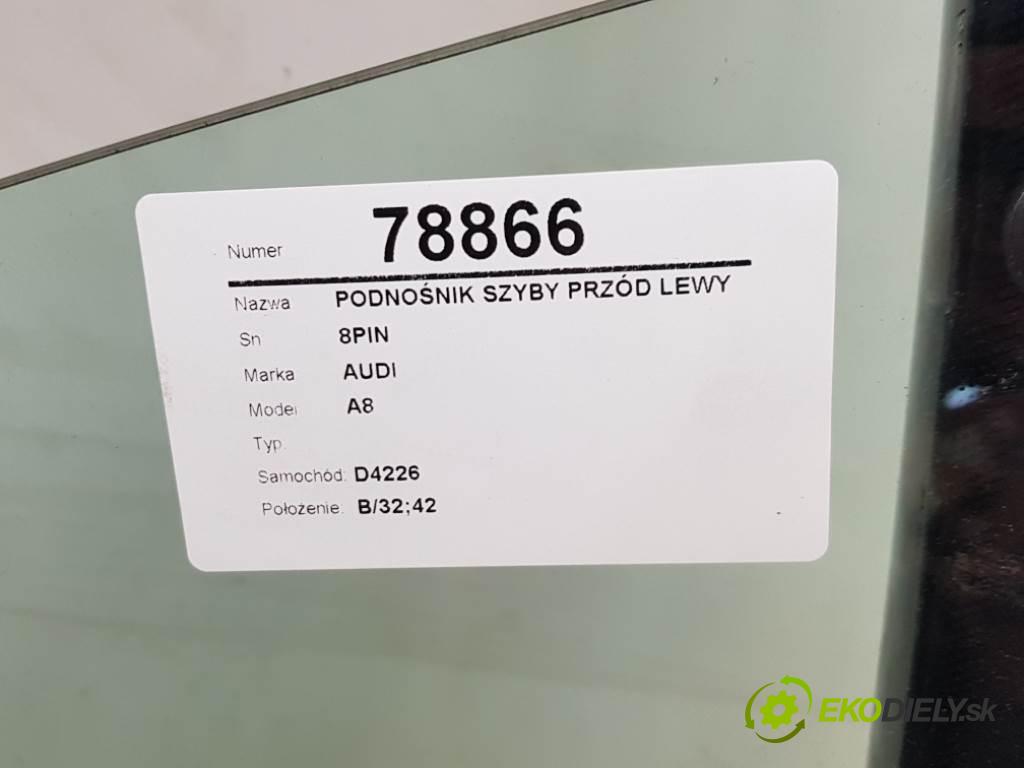 Numer 78866
Nazwa PODNOŚNIK SZYBY PRZÓD LEWY
Sn 8PIN
Marka AUDI
Model A8
Typ.
Samochód: D4226
Położenie: B/32;42
EKODIELY.sk